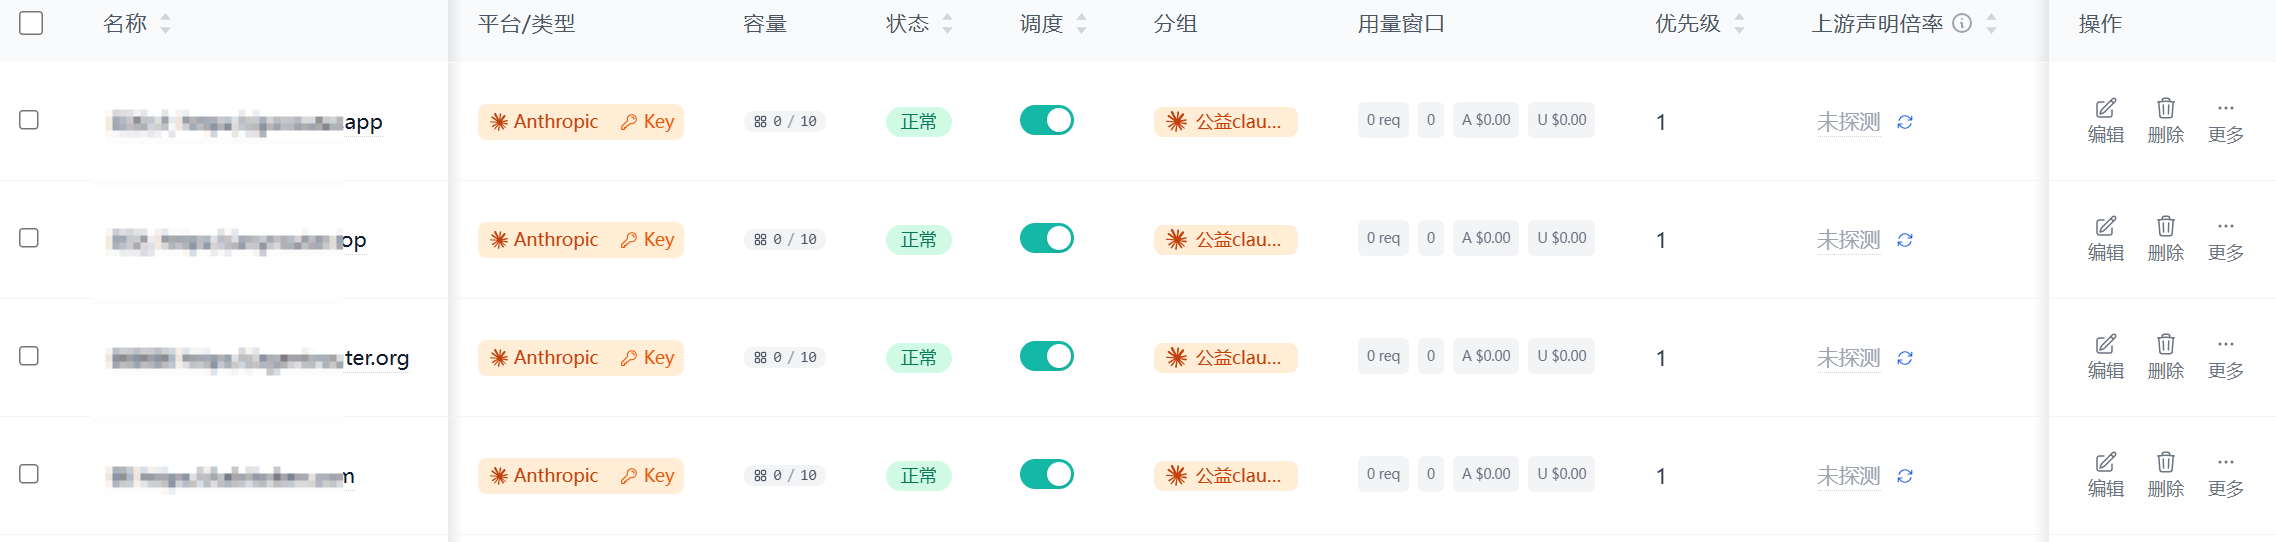 名称 平台/类型 容量 状态 调度 分组 用量窗口 优先级 上游声明倍率 操作
app Anthropic Key 0 / 10 正常 公益clau... 0 req 0 A $0.00 U $0.00 1 未探测 编辑 删除 更多
op Anthropic Key 0 / 10 正常 公益clau... 0 req 0 A $0.00 U $0.00 1 未探测 编辑 删除 更多
ter.org Anthropic Key 0 / 10 正常 公益clau... 0 req 0 A $0.00 U $0.00 1 未探测 编辑 删除 更多
m Anthropic Key 0 / 10 正常 公益clau... 0 req 0 A $0.00 U $0.00 1 未探测 编辑 删除 更多